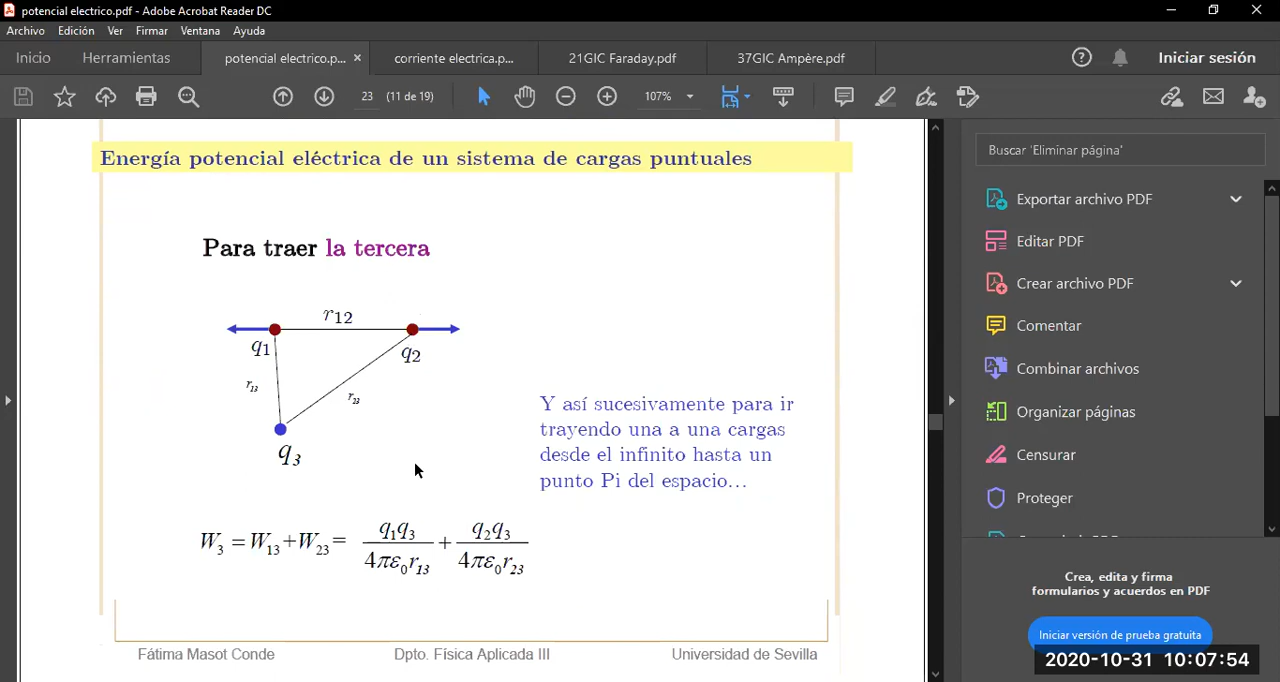 potencial electrico.pdf - Adobe Acrobat Reader DC
Archivo Edición Ver Firmar Ventana Ayuda
Inicio Herramientas potencial electrico.p... × corriente electrica.p... 21GIC Faraday.pdf 37GIC Ampère.pdf ? Iniciar sesión
23 (11 de 19) 107%
Buscar 'Eliminar página'
Exportar archivo PDF
Editar PDF
Crear archivo PDF
Comentar
Combinar archivos
Organizar páginas
Censurar
Proteger
Crea, edita y firma
formularios y acuerdos en PDF
Iniciar versión de prueba gratuita
2020-10-31 10:07:54
Energía potencial eléctrica de un sistema de cargas puntuales
Para traer la tercera
r12
q1 q2
r13 r23
q3
Y así sucesivamente para ir
trayendo una a una cargas
desde el infinito hasta un
punto Pi del espacio...
W3 = W13+W23 = q1q3/4πε0r13 + q2q3/4πε0r23
Fátima Masot Conde Dpto. Física Aplicada III Universidad de Sevilla